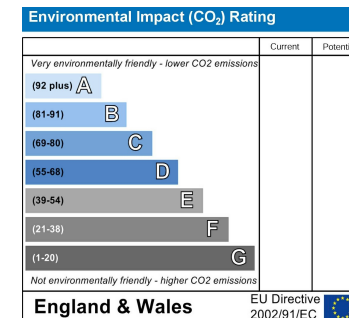 Environmental Impact (CO₂) Rating
Current Potenti
Very environmentally friendly - lower CO2 emissions
(92 plus) A
(81-91) B
(69-80) C
(55-68) D
(39-54) E
(21-38) F
(1-20) G
Not environmentally friendly - higher CO2 emissions
England & Wales
EU Directive
2002/91/EC